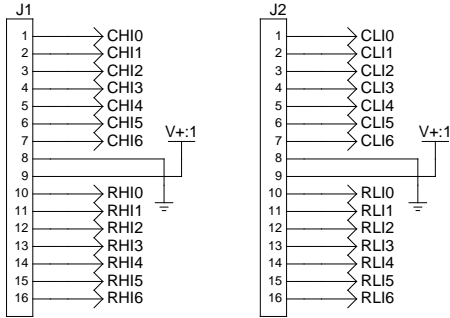 J1
1 CHI0
2 CHI1
3 CHI2
4 CHI3
5 CHI4
6 CHI5
7 CHI6
V+:1
8
9
10 RHI0
11 RHI1
12 RHI2
13 RHI3
14 RHI4
15 RHI5
16 RHI6
J2
1 CLI0
2 CLI1
3 CLI2
4 CLI3
5 CLI4
6 CLI5
7 CLI6
V+:1
8
9
10 RLI0
11 RLI1
12 RLI2
13 RLI3
14 RLI4
15 RLI5
16 RLI6